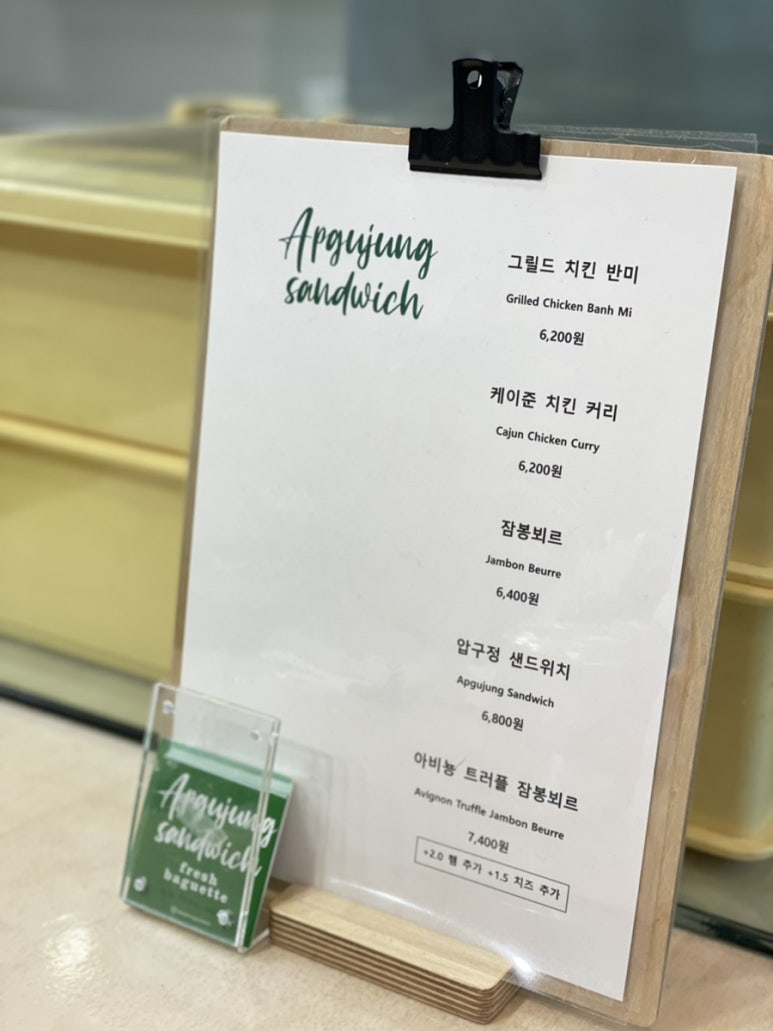 Apgujung
sandwich
그릴드 치킨 반미
Grilled Chicken Banh Mi
6,200원
케이준 치킨 커리
Cajun Chicken Curry
6,200원
잠봉뵈르
Jambon Beurre
6,400원
압구정 샌드위치
Apgujung Sandwich
6,800원
아비뇽 트러플 잠봉뵈르
Avignon Truffle Jambon Beurre
7,400원
+2.0 햄 추가 +1.5 치즈 추가
Apgujung
sandwich
fresh
baguette